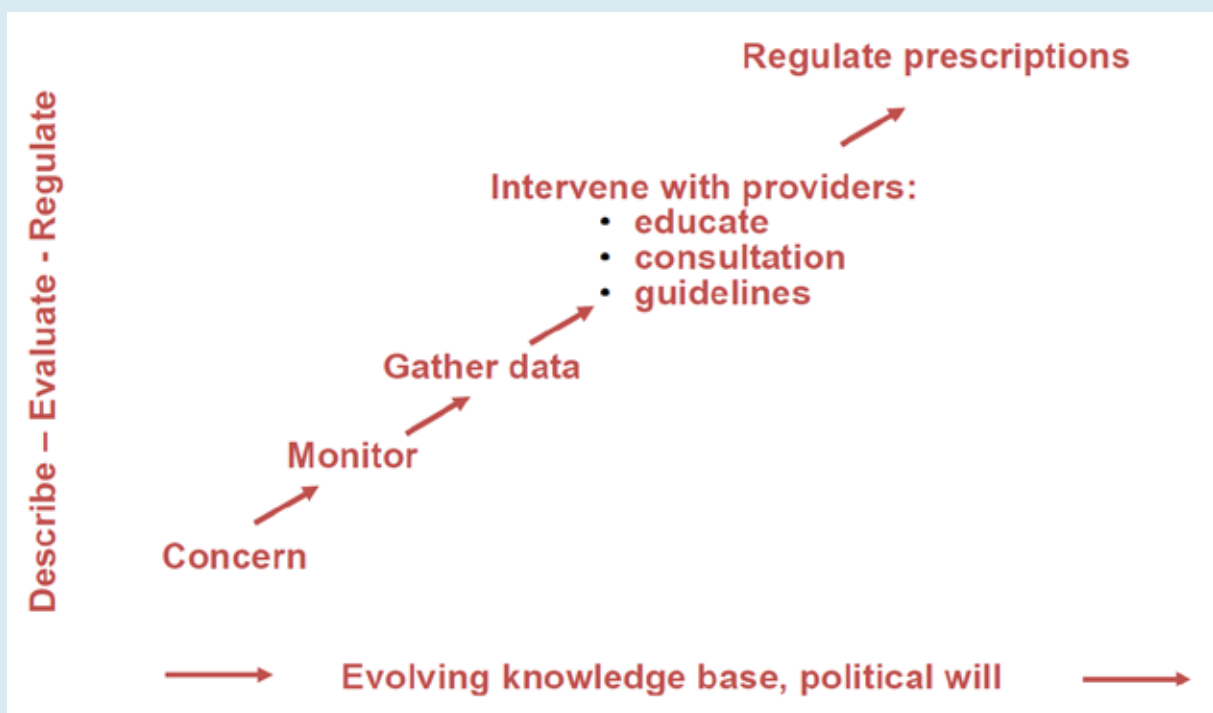 Regulate prescriptions
Intervene with providers:
• educate
• consultation
• guidelines
Gather data
Monitor
Concern
Describe – Evaluate - Regulate
Evolving knowledge base, political will